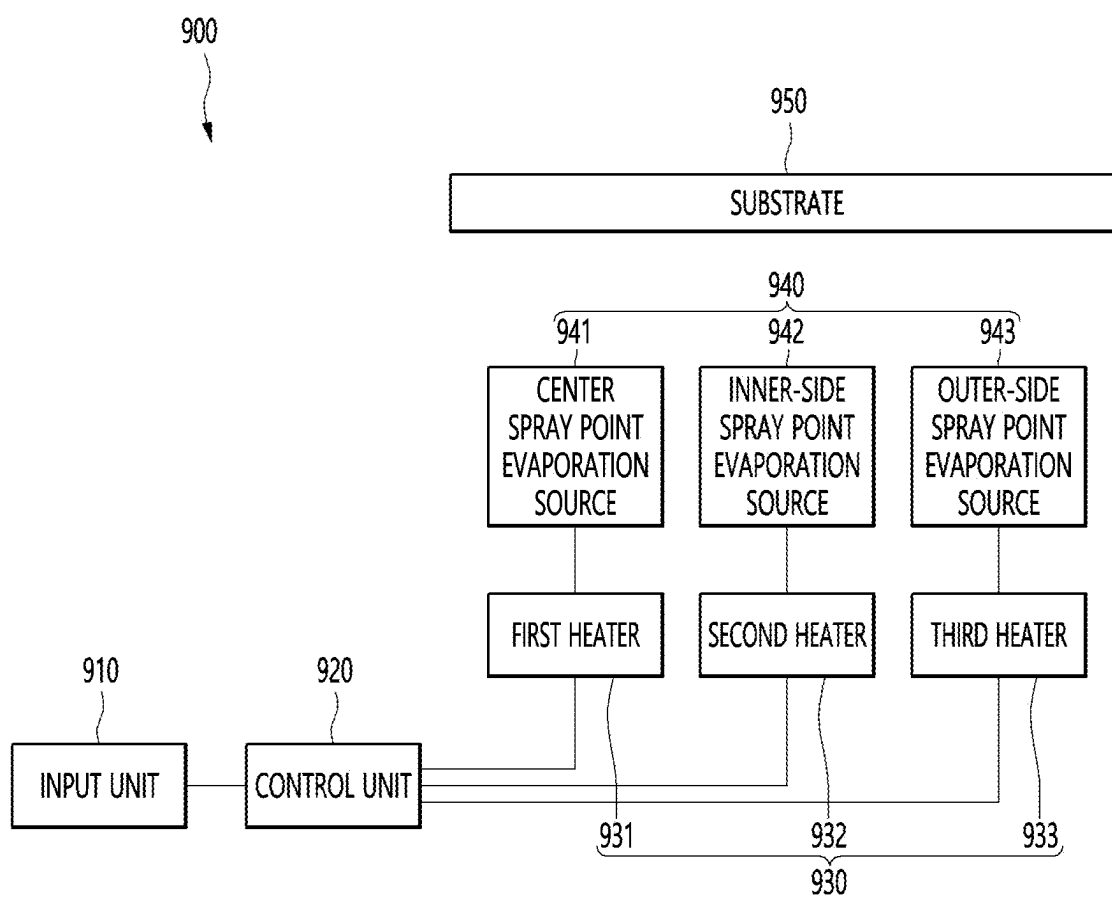 900
950
SUBSTRATE
940
941 942 943
CENTER SPRAY POINT EVAPORATION SOURCE
INNER-SIDE SPRAY POINT EVAPORATION SOURCE
OUTER-SIDE SPRAY POINT EVAPORATION SOURCE
FIRST HEATER SECOND HEATER THIRD HEATER
910 920
INPUT UNIT CONTROL UNIT
931 932 933
930